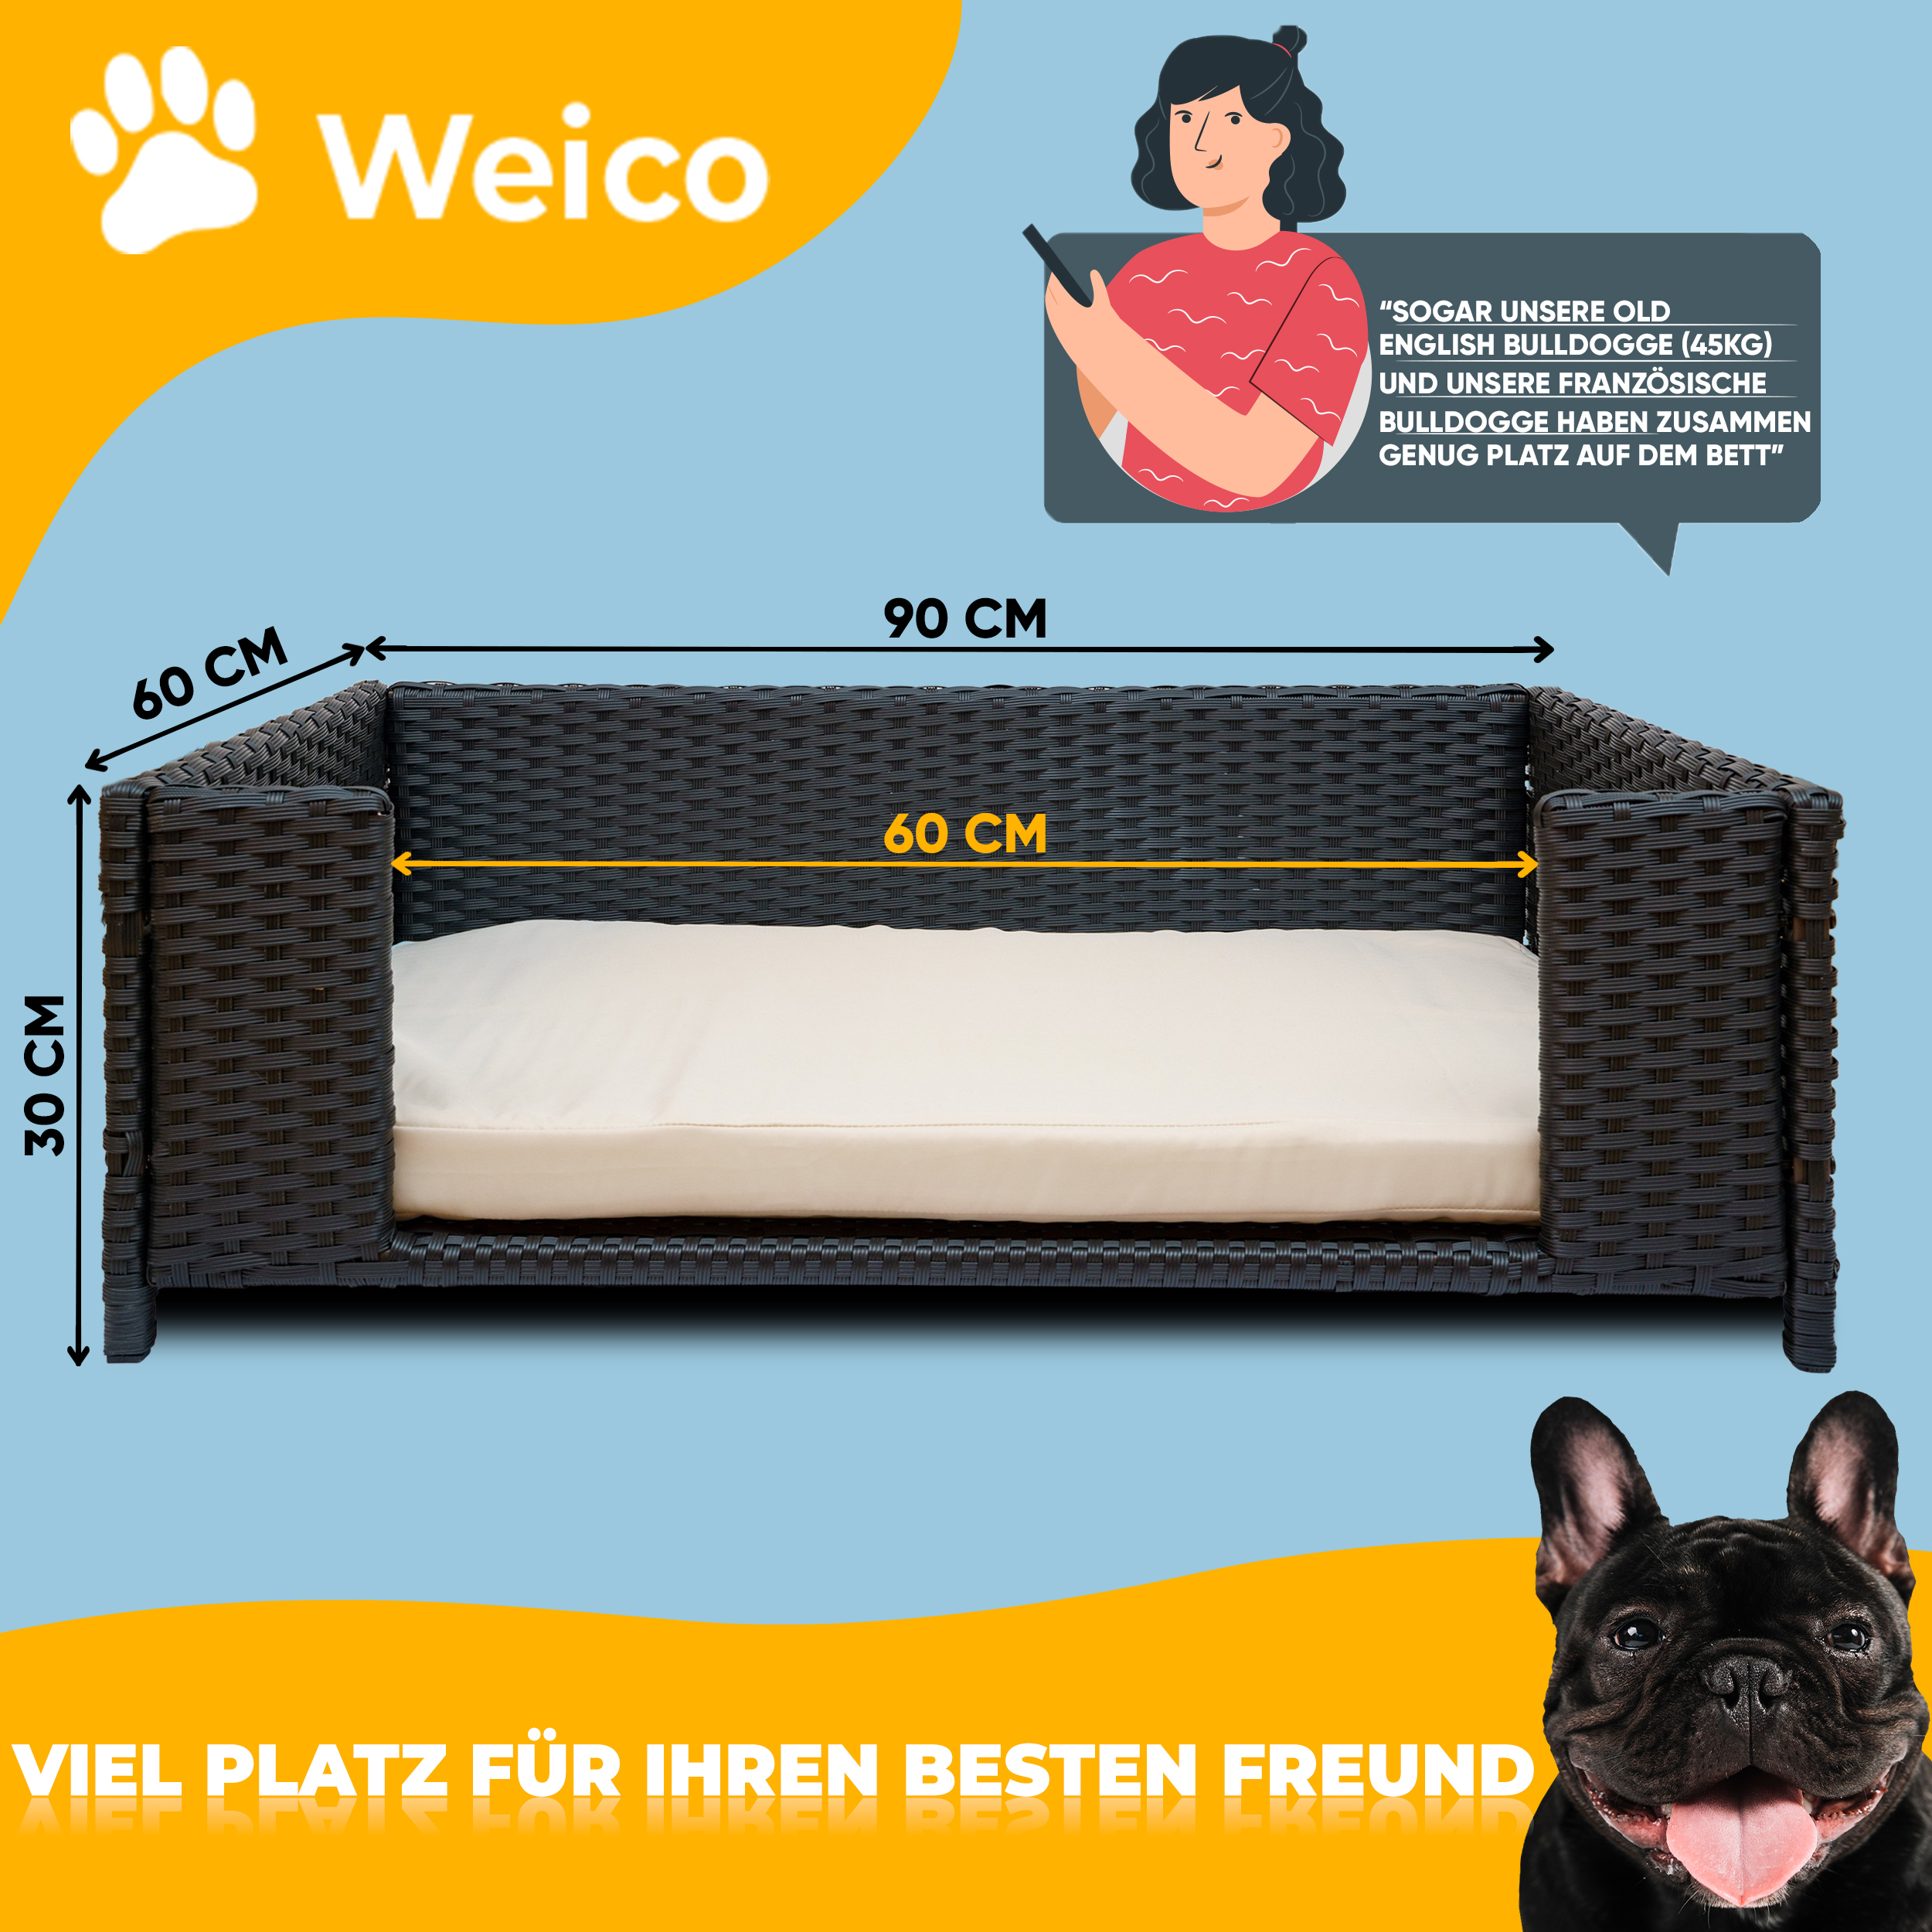 Weico
“SOGAR UNSERE OLD
ENGLISH BULLDOGGE (45KG)
UND UNSERE FRANZÖSISCHE
BULLDOGGE HABEN ZUSAMMEN
GENUG PLATZ AUF DEM BETT”
90 CM
60 CM
60 CM
30 CM
VIEL PLATZ FÜR IHREN BESTEN FREUND